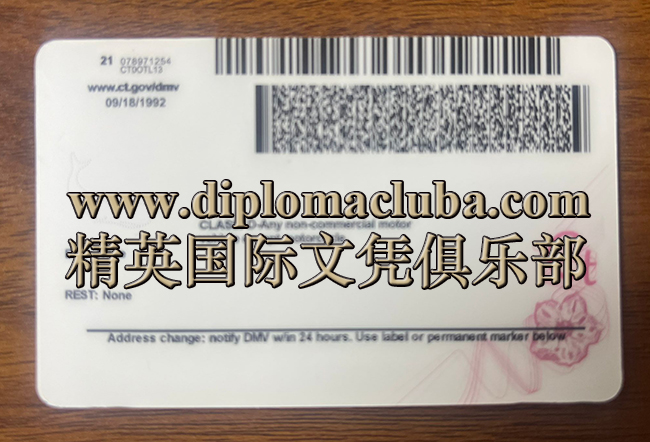 21 078971254
CTDOTL13
www.ct.gov/dmv
09/18/1992
www.diplomacluba.com
CLASS D-Any non-commercial motor
精英国际文凭俱乐部
REST: None
Address change: notify DMV w/in 24 hours. Use label or permanent marker below